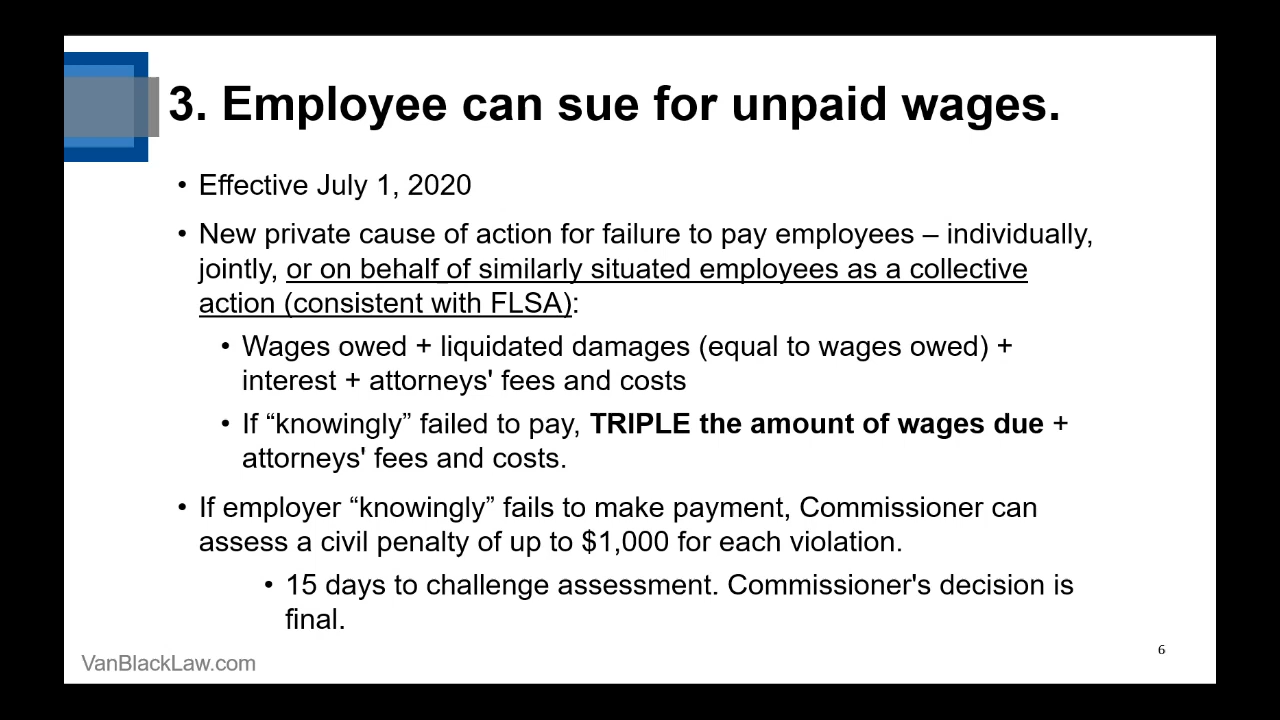 3. Employee can sue for unpaid wages.
• Effective July 1, 2020
• New private cause of action for failure to pay employees – individually,
jointly, or on behalf of similarly situated employees as a collective
action (consistent with FLSA):
• Wages owed + liquidated damages (equal to wages owed) +
interest + attorneys' fees and costs
• If “knowingly” failed to pay, TRIPLE the amount of wages due +
attorneys' fees and costs.
• If employer “knowingly” fails to make payment, Commissioner can
assess a civil penalty of up to $1,000 for each violation.
• 15 days to challenge assessment. Commissioner's decision is
final.
VanBlackLaw.com
6